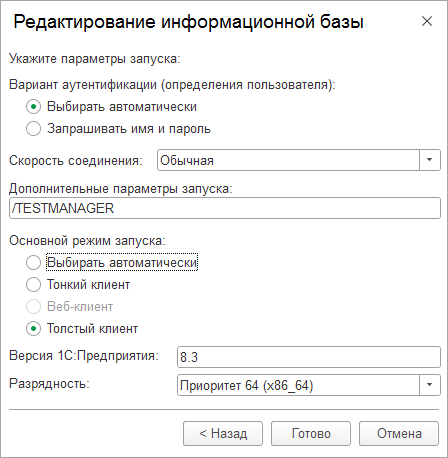 Редактирование информационной базы
Укажите параметры запуска:
Вариант аутентификации (определения пользователя):
Выбирать автоматически
Запрашивать имя и пароль
Скорость соединения: Обычная
Дополнительные параметры запуска:
/TESTMANAGER
Основной режим запуска:
Выбирать автоматически
Тонкий клиент
Веб-клиент
Толстый клиент
Версия 1С:Предприятия: 8.3
Разрядность: Приоритет 64 (x86_64)
< Назад Готово Отмена